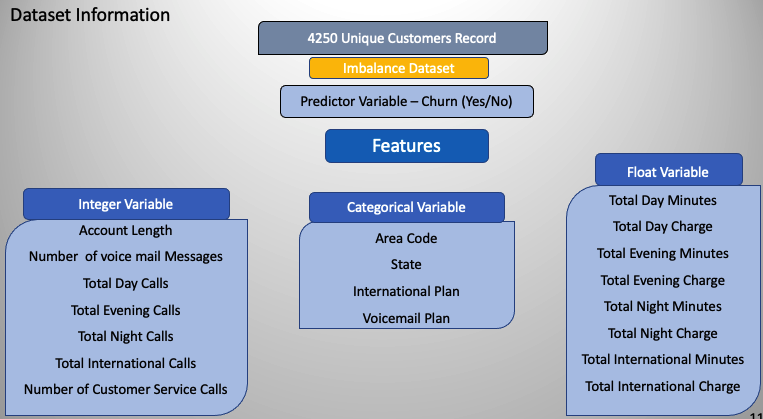 Dataset Information
4250 Unique Customers Record
Imbalance Dataset
Predictor Variable – Churn (Yes/No)
Features
Integer Variable
Account Length
Number of voice mail Messages
Total Day Calls
Total Evening Calls
Total Night Calls
Total International Calls
Number of Customer Service Calls
Categorical Variable
Area Code
State
International Plan
Voicemail Plan
Float Variable
Total Day Minutes
Total Day Charge
Total Evening Minutes
Total Evening Charge
Total Night Minutes
Total Night Charge
Total International Minutes
Total International Charge
11